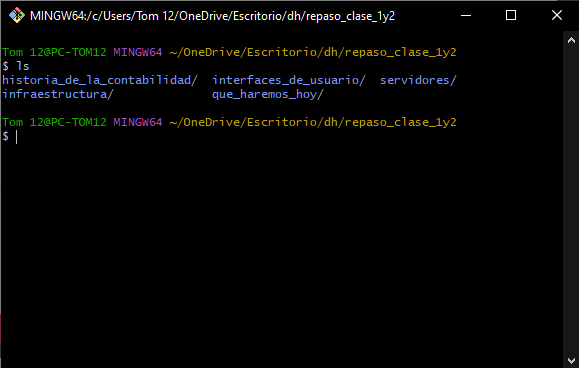 MINGW64:/c/Users/Tom 12/OneDrive/Escritorio/dh/repaso_clase_1y2
Tom 12@PC-TOM12 MINGW64 ~/OneDrive/Escritorio/dh/repaso_clase_1y2
$ ls
historia_de_la_contabilidad/  interfaces_de_usuario/  servidores/
infraestructura/              que_haremos_hoy/
Tom 12@PC-TOM12 MINGW64 ~/OneDrive/Escritorio/dh/repaso_clase_1y2
$